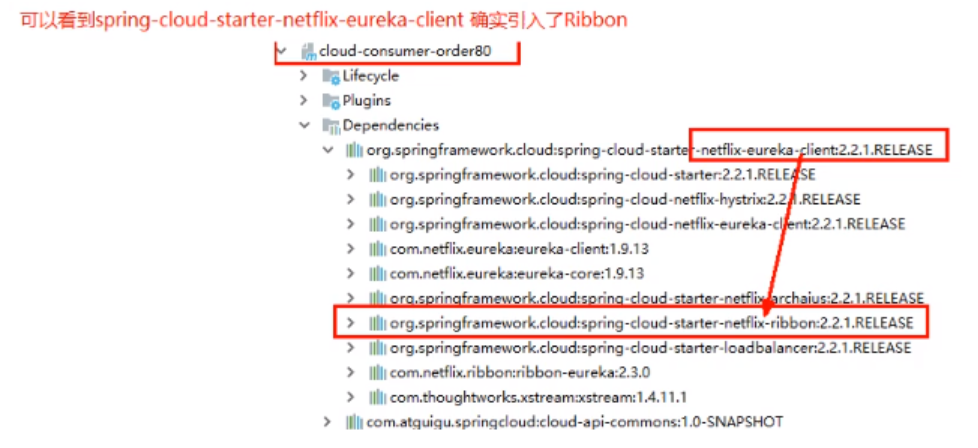 可以看到spring-cloud-starter-netflix-eureka-client 确实引入了Ribbon
cloud-consumer-order80
Lifecycle
Plugins
Dependencies
org.springframework.cloud:spring-cloud-starter-netflix-eureka-client:2.2.1.RELEASE
org.springframework.cloud:spring-cloud-starter:2.2.1.RELEASE
org.springframework.cloud:spring-cloud-netflix-hystrix:2.2.1.RELEASE
org.springframework.cloud:spring-cloud-netflix-eureka-client:2.2.1.RELEASE
com.netflix.eureka:eureka-client:1.9.13
com.netflix.eureka:eureka-core:1.9.13
org.springframework.cloud:spring-cloud-starter-netflix-archaius:2.2.1.RELEASE
org.springframework.cloud:spring-cloud-starter-netflix-ribbon:2.2.1.RELEASE
org.springframework.cloud:spring-cloud-starter-loadbalancer:2.2.1.RELEASE
com.netflix.ribbon:ribbon-eureka:2.3.0
com.thoughtworks.xstream:xstream:1.4.11.1
com.atguigu.springcloud:cloud-api-commons:1.0-SNAPSHOT